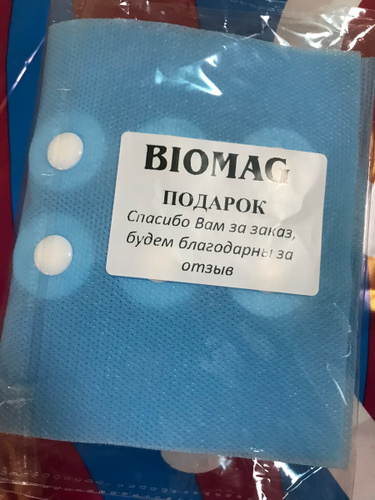 BIOMAG
ПОДАРОК
Спасибо Вам за заказ,
будем благодарны за
отзыв